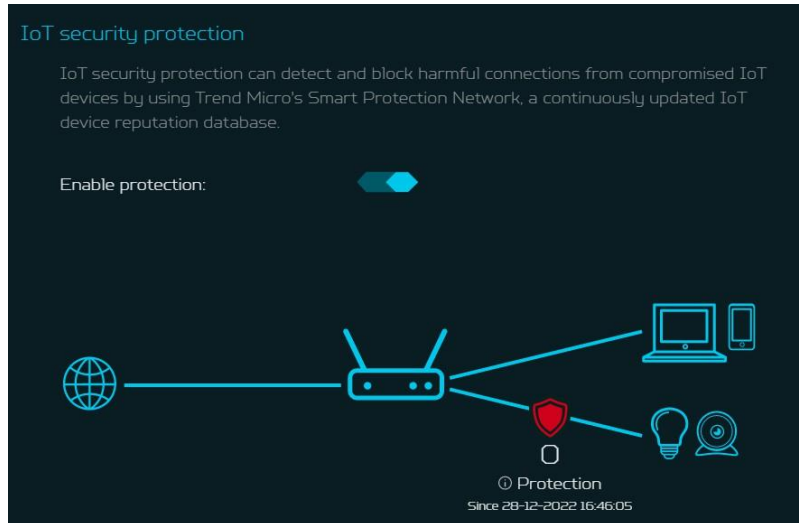 IoT security protection
IoT security protection can detect and block harmful connections from compromised IoT
devices by using Trend Micro's Smart Protection Network, a continuously updated IoT
device reputation database.
Enable protection:
0
Protection
Since 28-12-2022 16:46:05